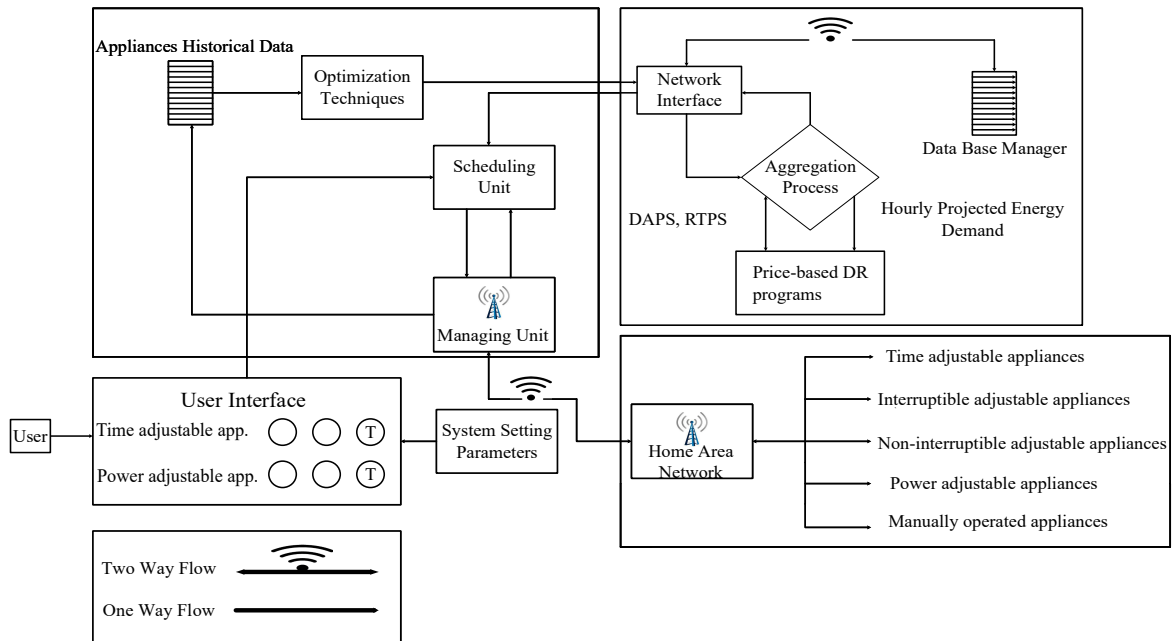 Appliances Historical Data
Optimization
Techniques
Scheduling
Unit
Managing Unit
Network
Interface
Data Base Manager
Aggregation
Process
DAPS, RTPS
Hourly Projected Energy
Demand
Price-based DR
programs
User
User Interface
Time adjustable app.
T
Power adjustable app.
T
System Setting
Parameters
Home Area
Network
Time adjustable appliances
Interruptible adjustable appliances
Non-interruptible adjustable appliances
Power adjustable appliances
Manually operated appliances
Two Way Flow
One Way Flow